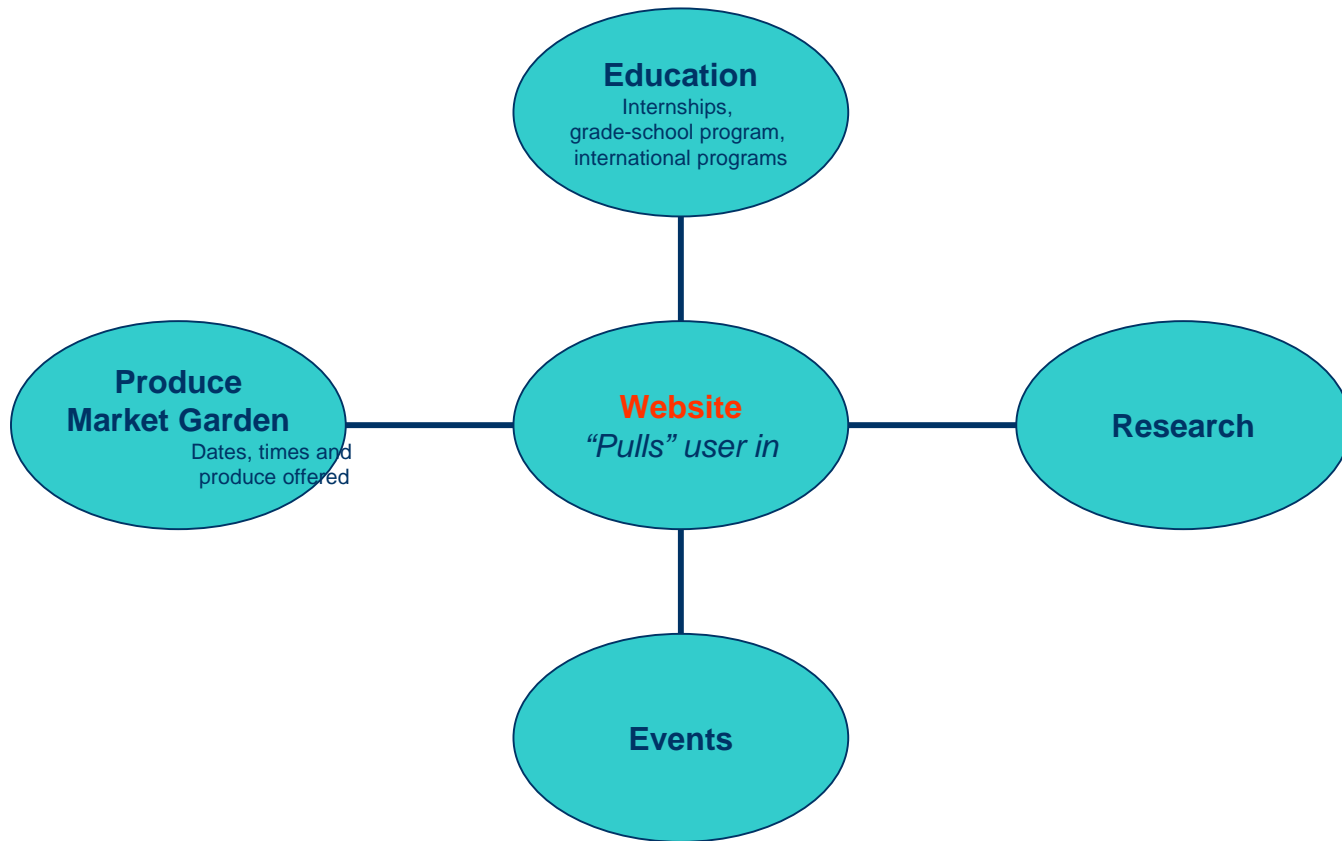 Education
Internships,
grade-school program,
international programs
Produce
Market Garden
Dates, times and
produce offered
Website
“Pulls” user in
Research
Events